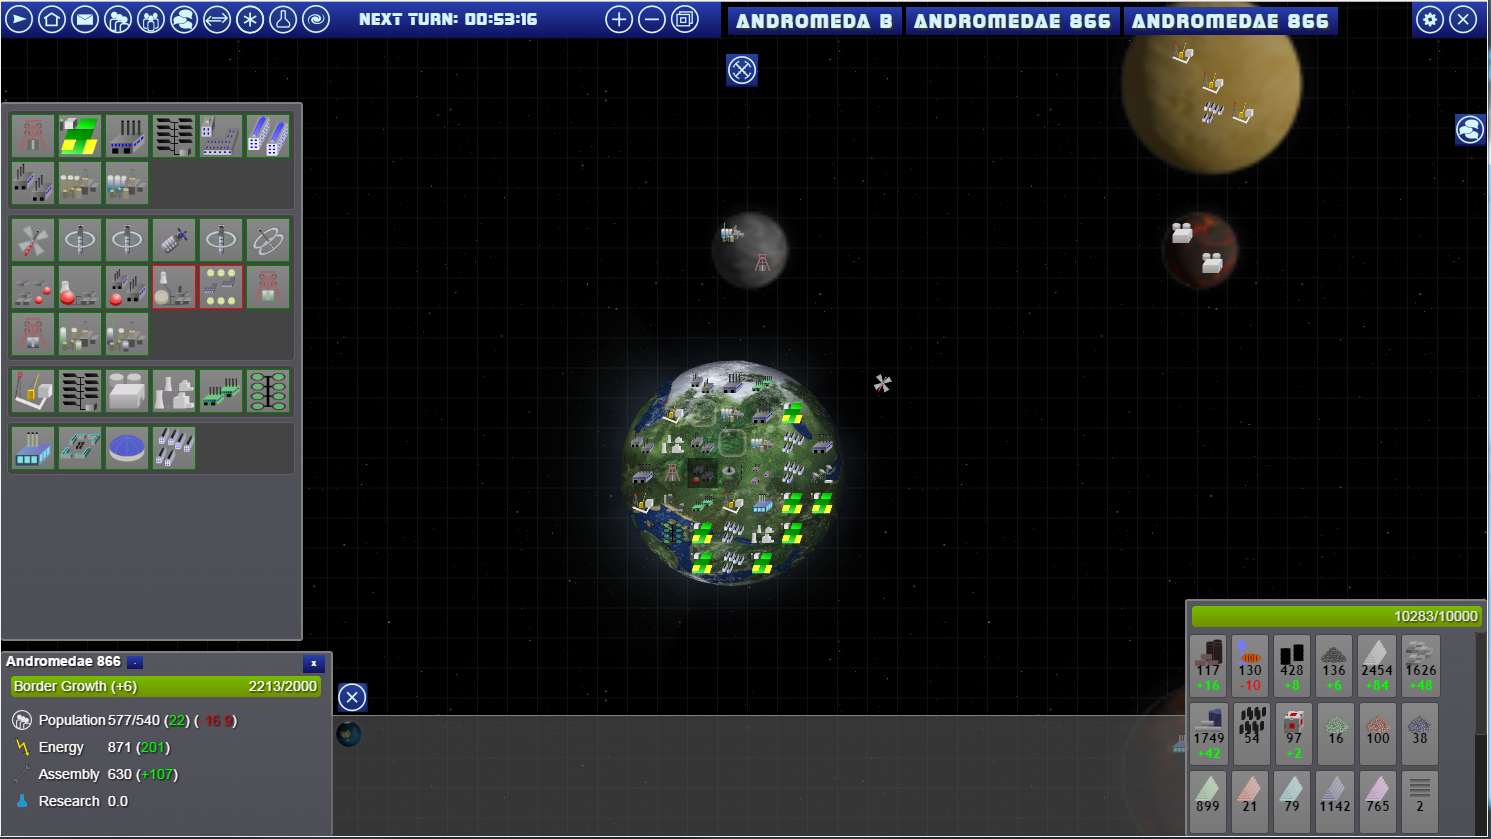 NEXT TURN: 00:53:16
ANDROMEDA B
ANDROMEDAE 866
ANDROMEDAE 866
Andromedae 866
-
x
Border Growth (+6) 2213/2000
Population 577/540 (22) ( 16.9)
Energy 871 (201)
Assembly 630 (+107)
Research 0.0
10283/10000
117 130 428 136 2454 1626
+16 -10 +8 +6 +84 +48
1749 54 97 16 100 38
+42 +2
899 21 79 1142 765 2